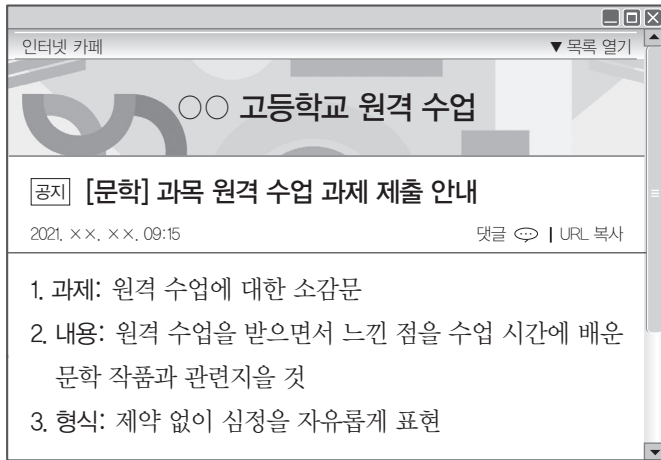 인터넷 카페 ▼ 목록 열기
○○ 고등학교 원격 수업
공지 [문학] 과목 원격 수업 과제 제출 안내
2021. ××. ××. 09:15 댓글 | URL 복사
1. 과제: 원격 수업에 대한 소감문
2. 내용: 원격 수업을 받으면서 느낀 점을 수업 시간에 배운
문학 작품과 관련지을 것
3. 형식: 제약 없이 심정을 자유롭게 표현